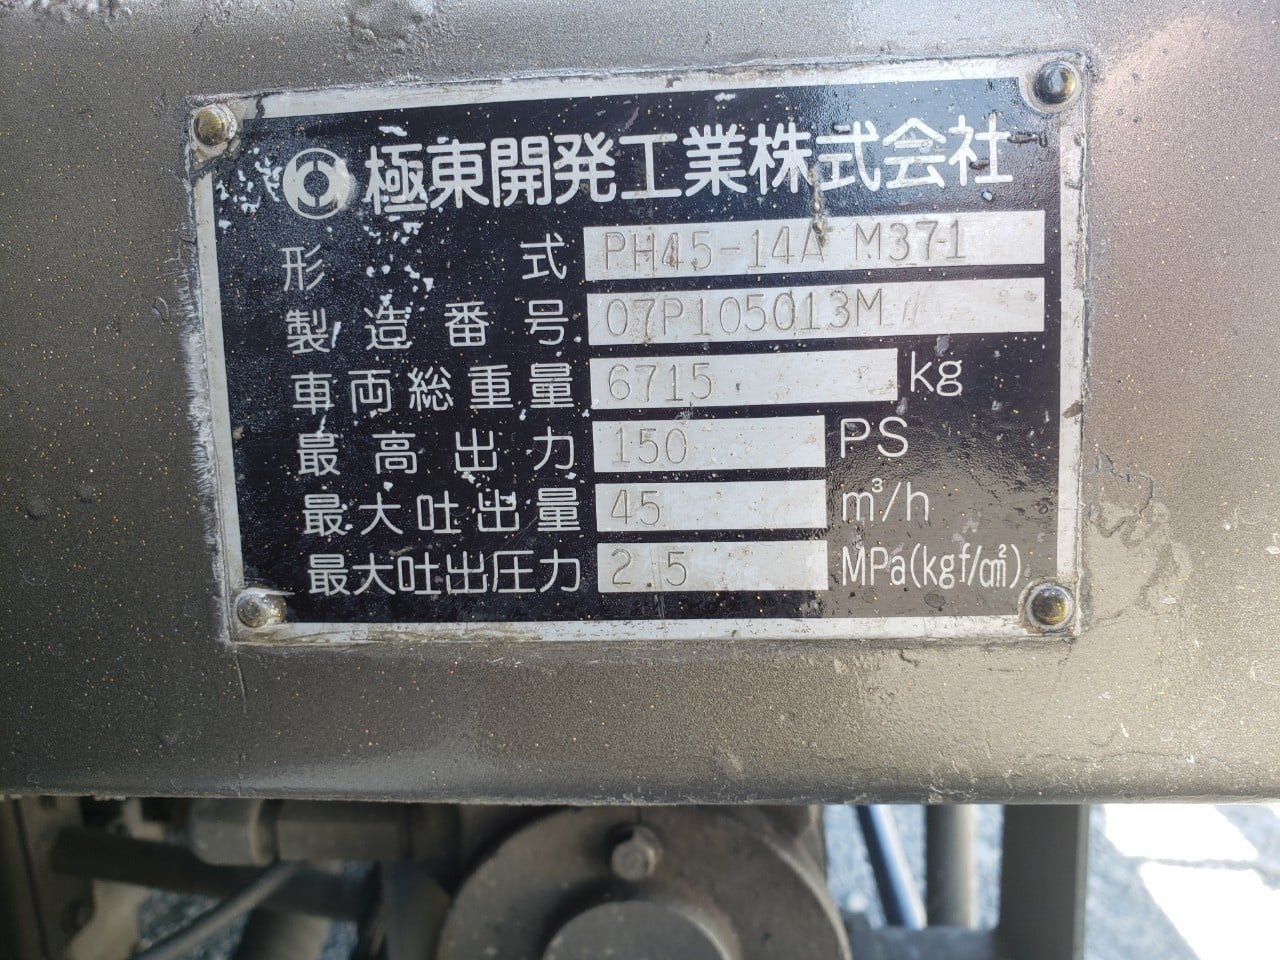 極東開発工業株式会社
形式 PH45-14A M371
製造番号 07P105013M
車両総重量 6715 kg
最高出力 150 PS
最大吐出量 45 m³/h
最大吐出圧力 2.5 MPa(kgf/c㎡)